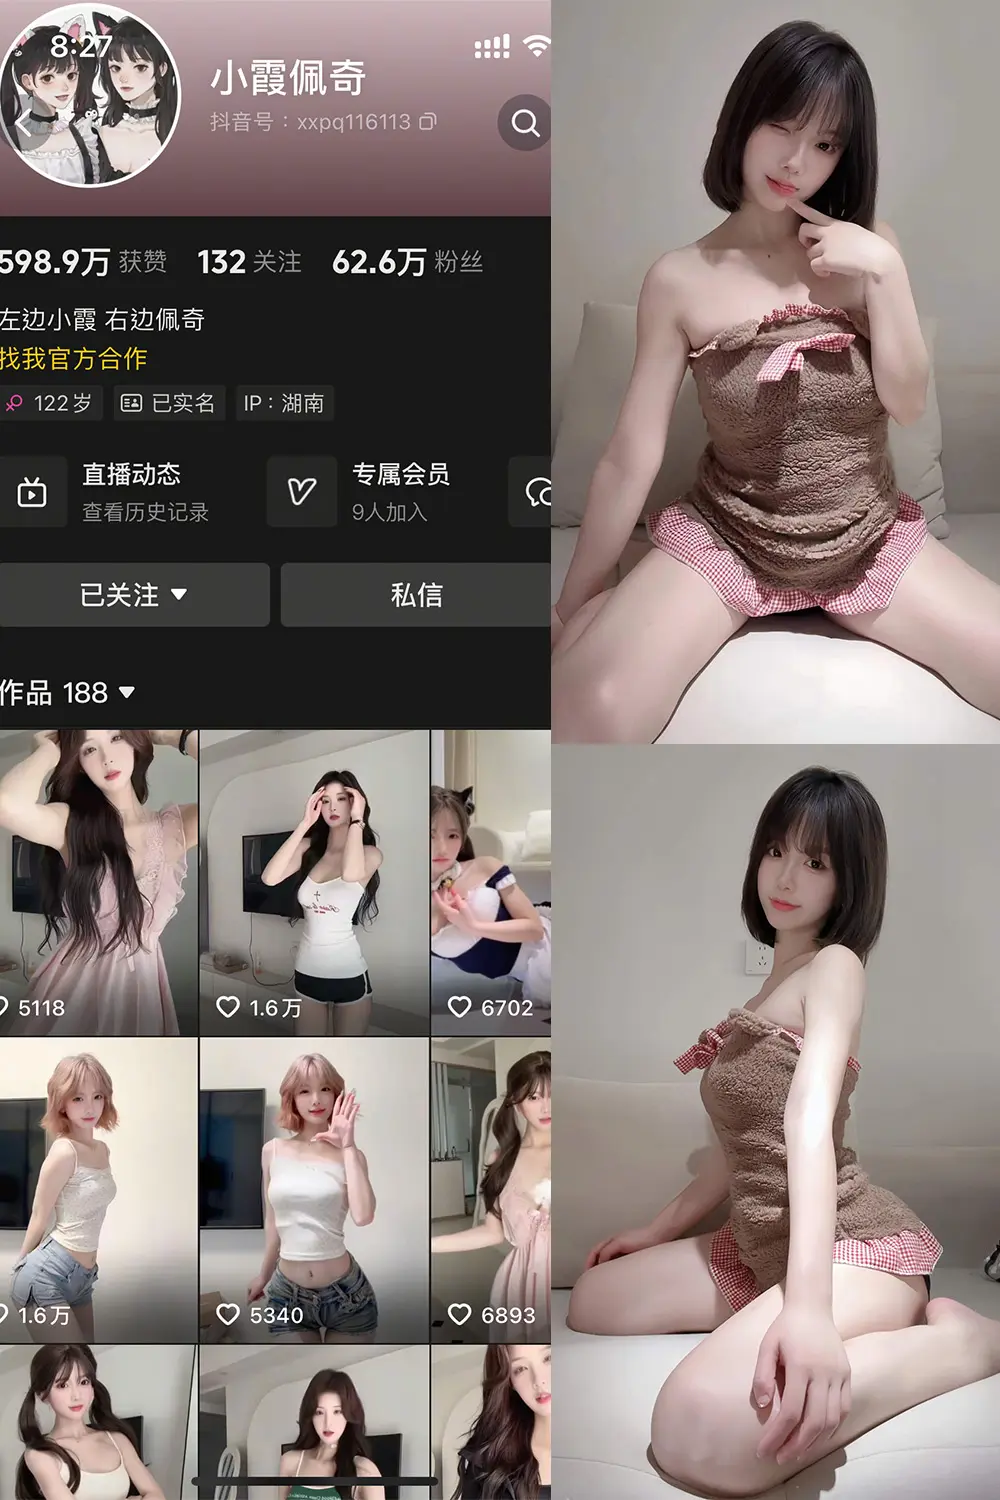 8:27
小霞佩奇
抖音号：xxpq116113
598.9万 获赞 132 关注 62.6万 粉丝
左边小霞 右边佩奇
找我官方合作
122岁 已实名 IP：湖南
直播动态 专属会员
查看历史记录 9人加入
已关注 私信
作品 188
5118 1.6万 6702
1.6万 5340 6893